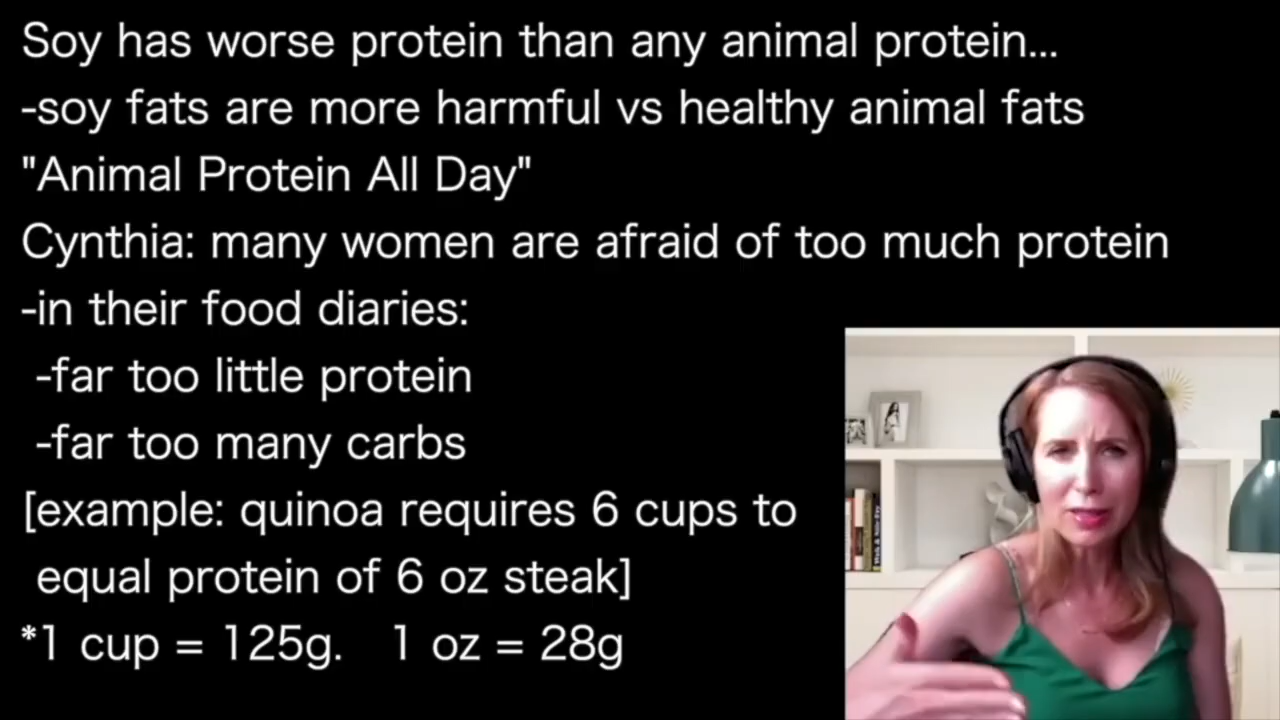 Soy has worse protein than any animal protein...
-soy fats are more harmful vs healthy animal fats
"Animal Protein All Day"
Cynthia: many women are afraid of too much protein
-in their food diaries:
-far too little protein
-far too many carbs
[example: quinoa requires 6 cups to
equal protein of 6 oz steak]
*1 cup = 125g. 1 oz = 28g